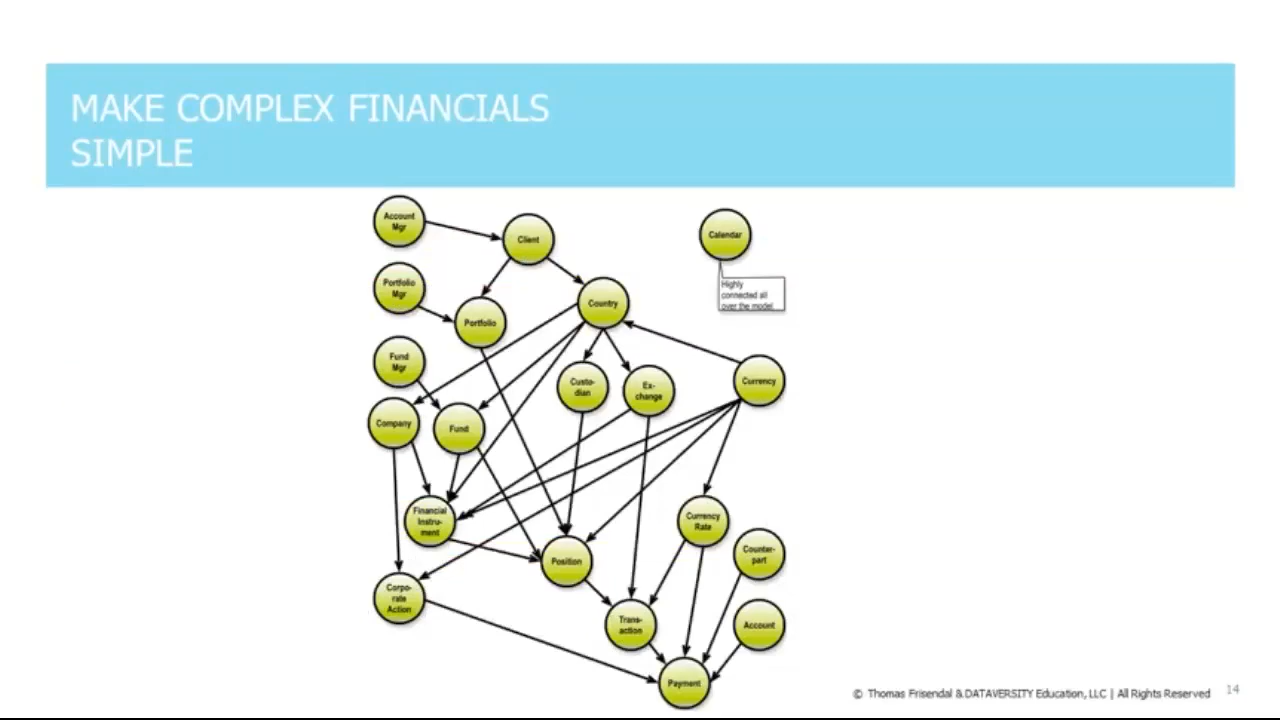 MAKE COMPLEX FINANCIALS
SIMPLE
Account
Mgr
Client
Calendar
Highly
connected all
over the model
Portfolio
Mgr
Portfolio
Country
Fund
Mgr
Custo-
dian
Ex-
change
Currency
Company
Fund
Financial
Instru-
ment
Currency
Rate
Counter-
part
Position
Corpo-
rate
Action
Trans-
action
Account
Payment
© Thomas Frisendal & DATAVERSITY Education, LLC | All Rights Reserved
14